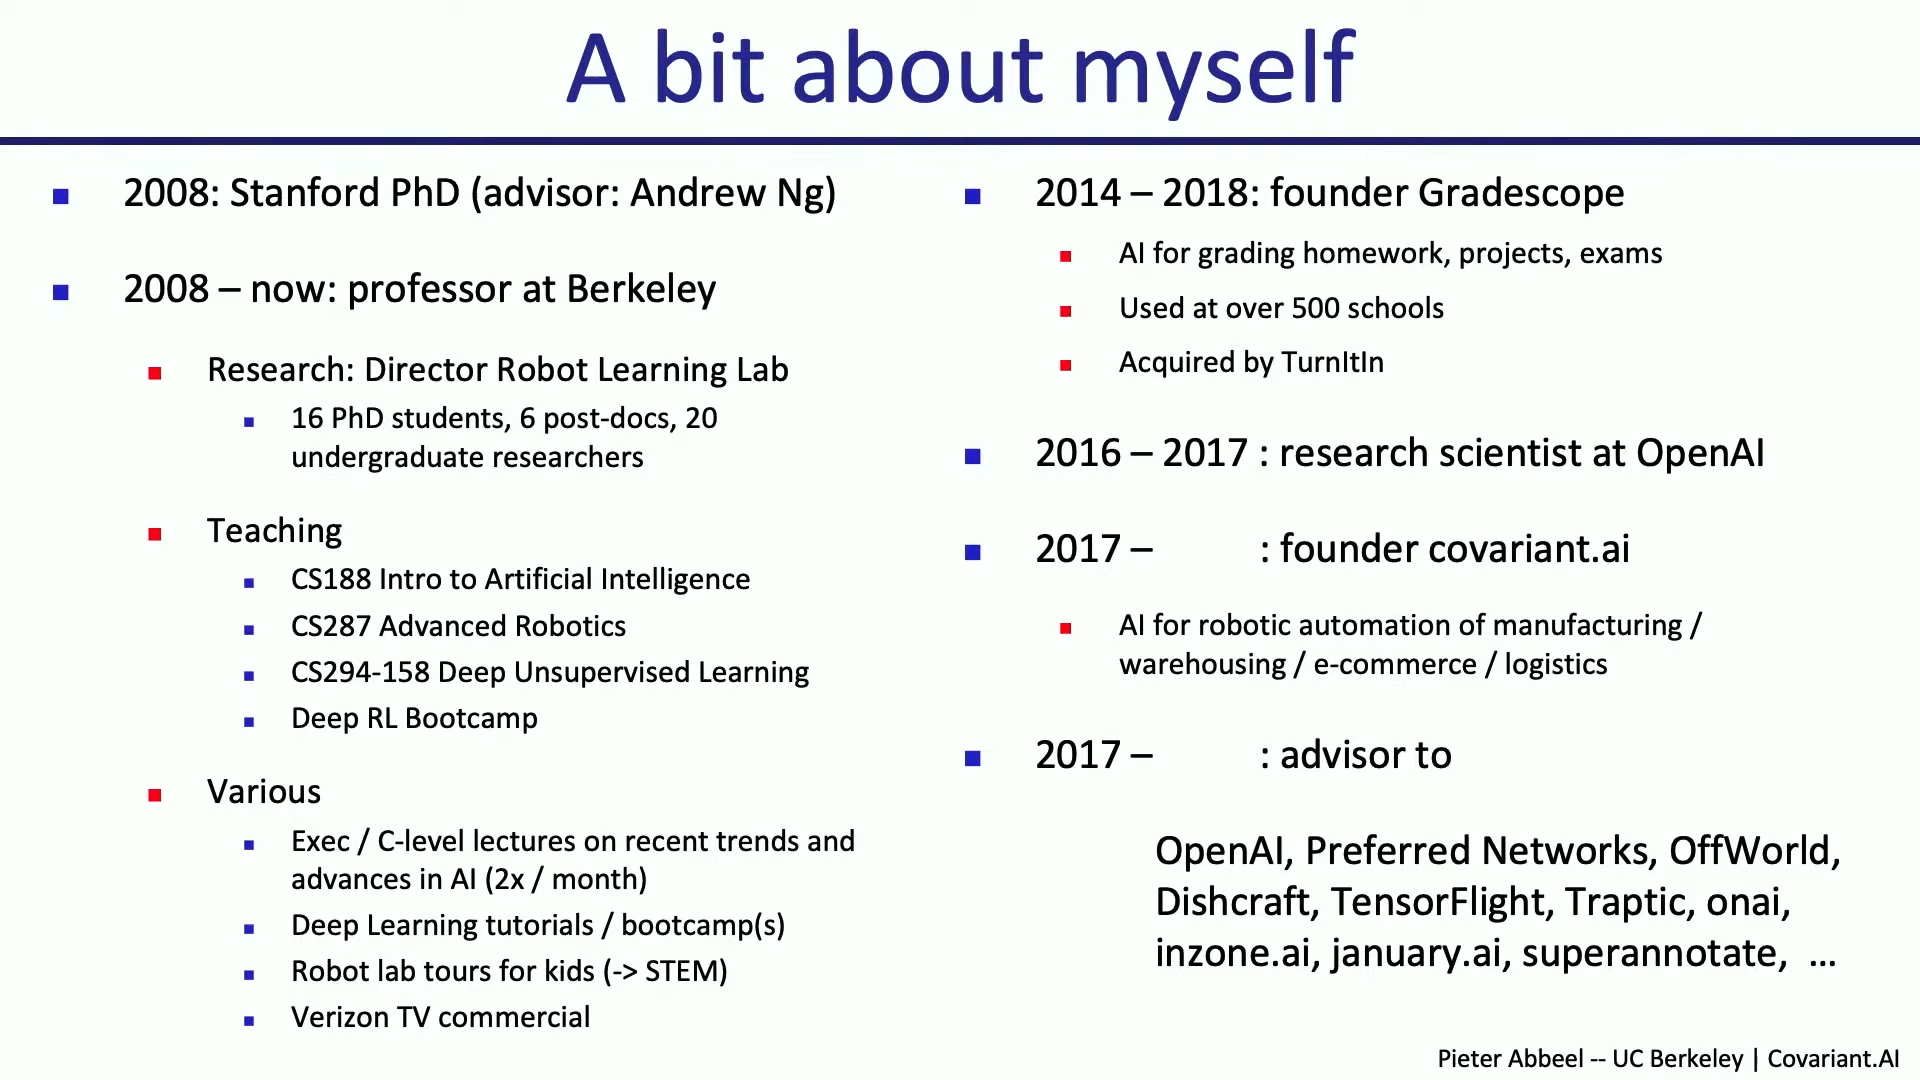 A bit about myself
2008: Stanford PhD (advisor: Andrew Ng)
2008 – now: professor at Berkeley
Research: Director Robot Learning Lab
16 PhD students, 6 post-docs, 20
undergraduate researchers
Teaching
CS188 Intro to Artificial Intelligence
CS287 Advanced Robotics
CS294-158 Deep Unsupervised Learning
Deep RL Bootcamp
Various
Exec / C-level lectures on recent trends and
advances in AI (2x / month)
Deep Learning tutorials / bootcamp(s)
Robot lab tours for kids (-> STEM)
Verizon TV commercial
2014 – 2018: founder Gradescope
AI for grading homework, projects, exams
Used at over 500 schools
Acquired by TurnItIn
2016 – 2017 : research scientist at OpenAI
2017 – : founder covariant.ai
AI for robotic automation of manufacturing /
warehousing / e-commerce / logistics
2017 – : advisor to
OpenAI, Preferred Networks, OffWorld,
Dishcraft, TensorFlight, Traptic, onai,
inzone.ai, january.ai, superannotate, ...
Pieter Abbeel -- UC Berkeley | Covariant.AI